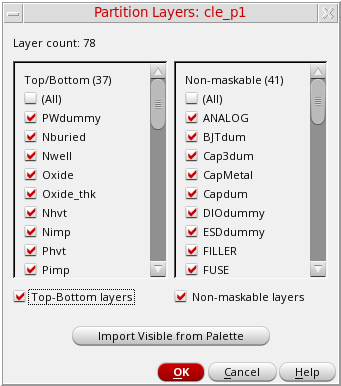 Partition Layers: cle_p1
Layer count: 78
Top/Bottom (37)
(All)
PWdummy
Nburied
Nwell
Oxide
Oxide_thk
Nhvt
Nimp
Phvt
Pimp
Non-maskable (41)
(All)
ANALOG
BJTdum
Cap3dum
CapMetal
Capdum
DIOdummy
ESDdummy
FILLER
FUSE
Top-Bottom layers
Non-maskable layers
Import Visible from Palette
OK
Cancel
Help